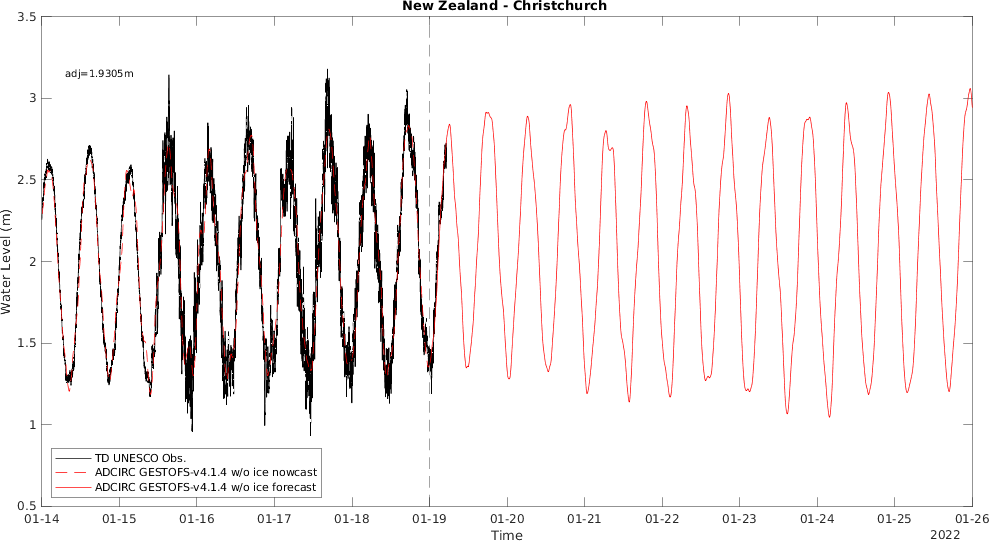 New Zealand - Christchurch
3.5
adj=1.9305m
3
2.5
Water Level (m)
2
1.5
1
TD UNESCO Obs.
ADCIRC GESTOFS-v4.1.4 w/o ice nowcast
ADCIRC GESTOFS-v4.1.4 w/o ice forecast
0.5
01-14 01-15 01-16 01-17 01-18 01-19 01-20 01-21 01-22 01-23 01-24 01-25 01-26
Time
2022